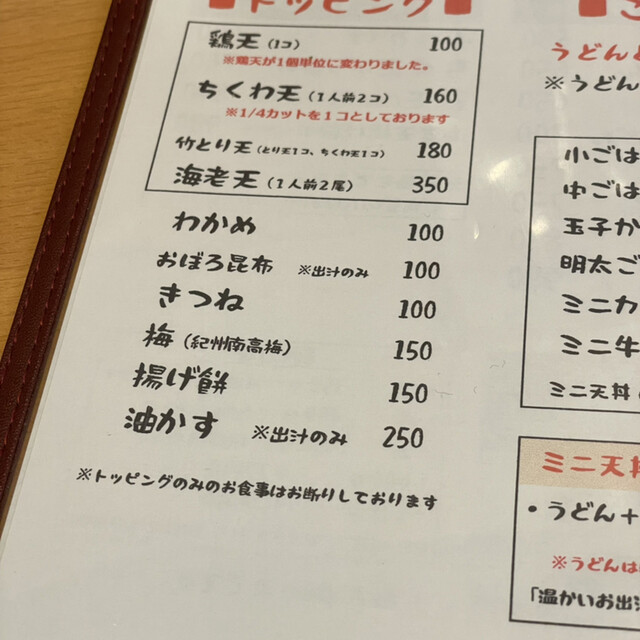 トッピング
鶏天（1コ） 100
※鶏天が1個単位に変わりました。
ちくわ天（1人前2コ） 160
※1/4カットを1コとしております
竹とり天（とり天1コ、ちくわ天1コ） 180
海老天（1人前2尾） 350
わかめ 100
おぼろ昆布 ※出汁のみ 100
きつね 100
梅（紀州南高梅） 150
揚げ餅 150
油かす ※出汁のみ 250
※トッピングのみのお食事はお断りしております
うどん
※うどん
小ごは
中ごは
玉子か
明太ご
ミニカ
ミニ牛
ミニ天丼
ミニ天丼
・うどん＋
※うどんは
「温かいお出汁